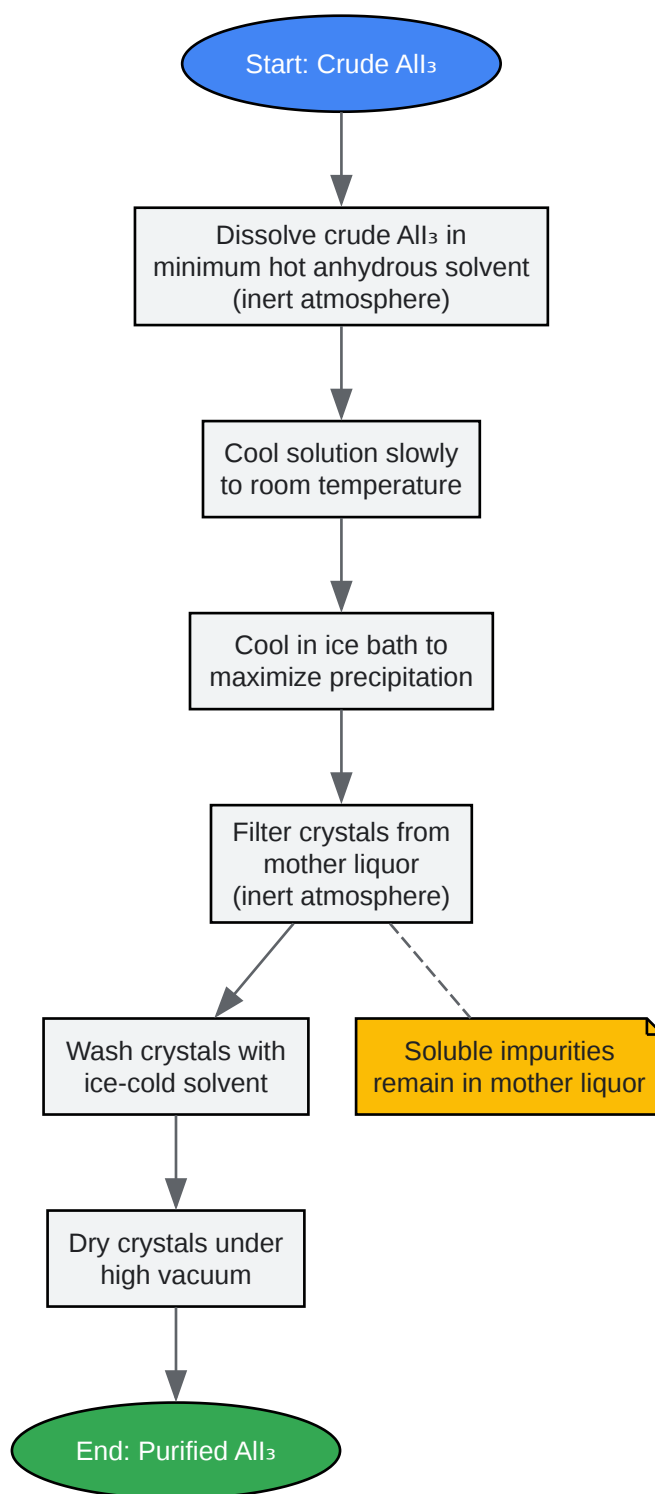 Start: Crude AlI₃
Dissolve crude AlI₃ in
minimum hot anhydrous solvent
(inert atmosphere)
Cool solution slowly
to room temperature
Cool in ice bath to
maximize precipitation
Filter crystals from
mother liquor
(inert atmosphere)
Wash crystals with
ice-cold solvent
Soluble impurities
remain in mother liquor
Dry crystals under
high vacuum
End: Purified AlI₃